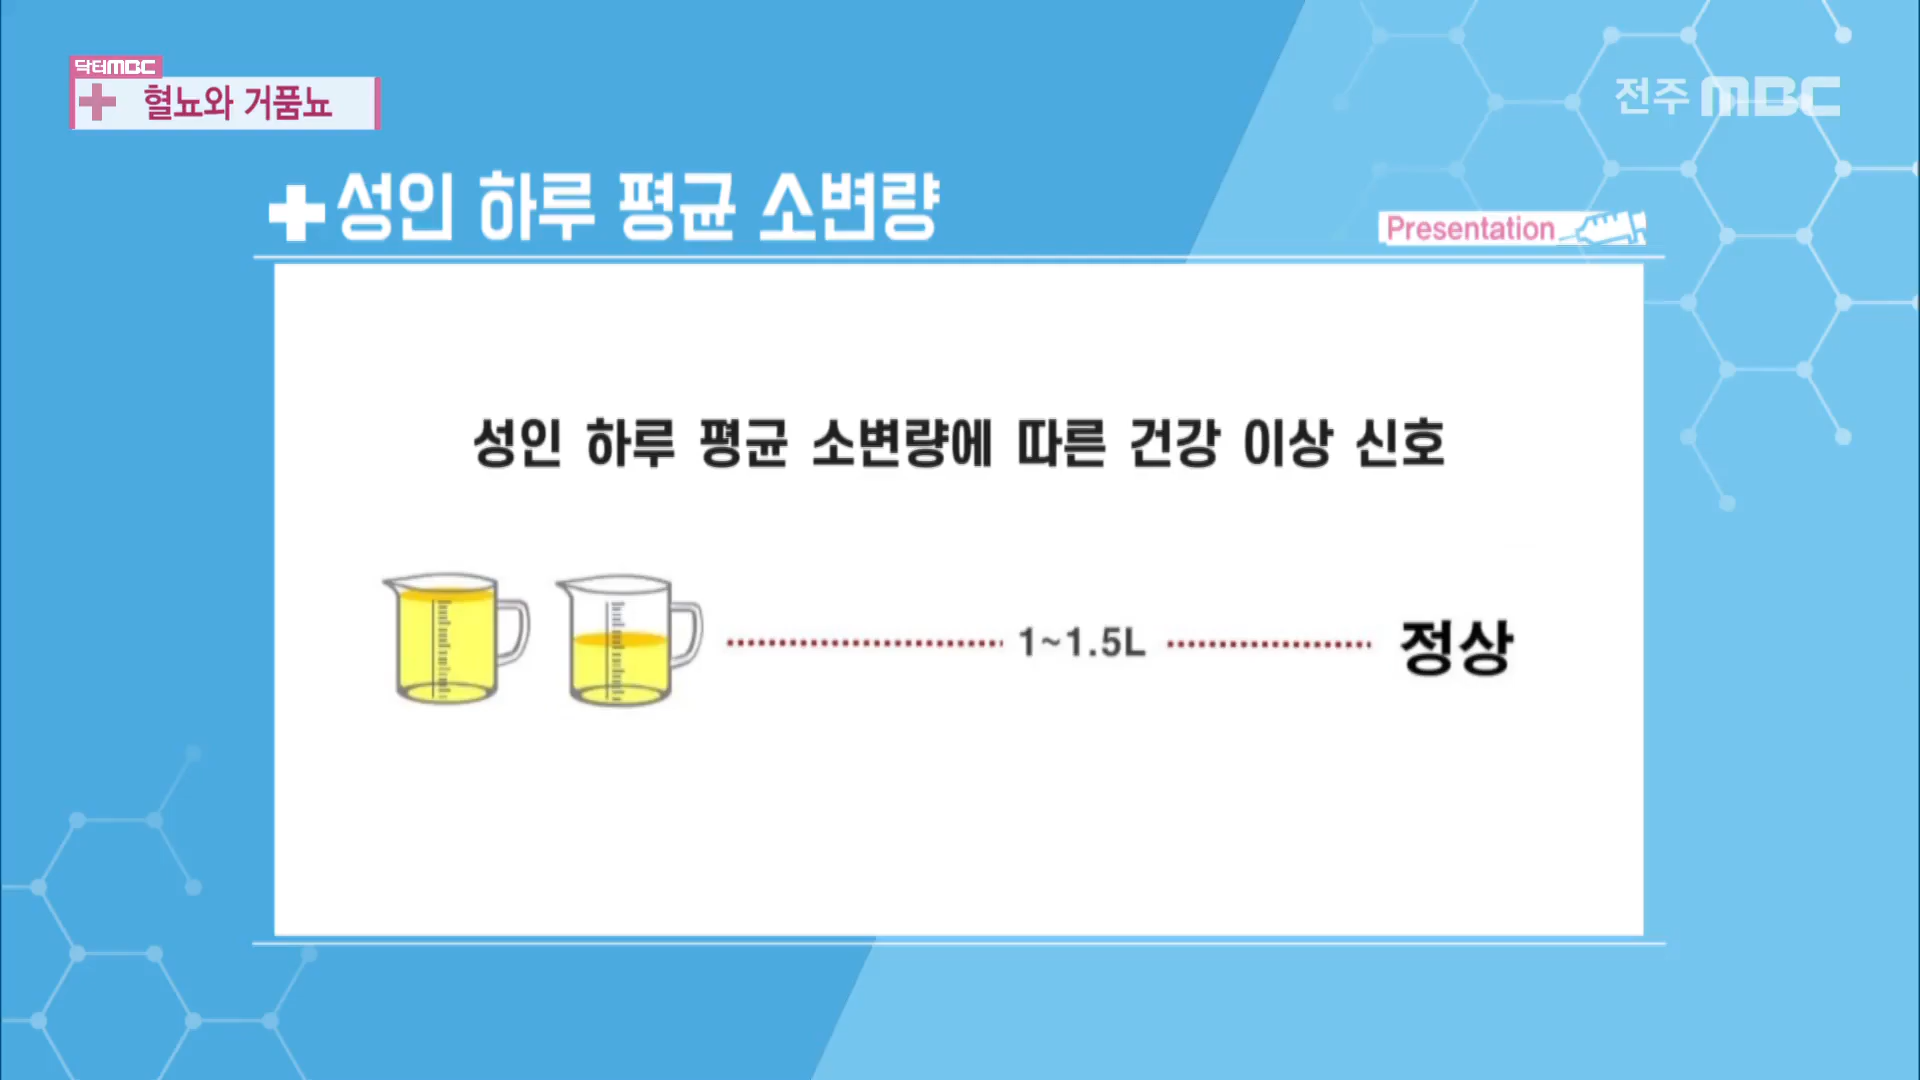 닥터MBC
혈뇨와 거품뇨
전주 MBC
성인 하루 평균 소변량
Presentation
성인 하루 평균 소변량에 따른 건강 이상 신호
1~1.5L
정상